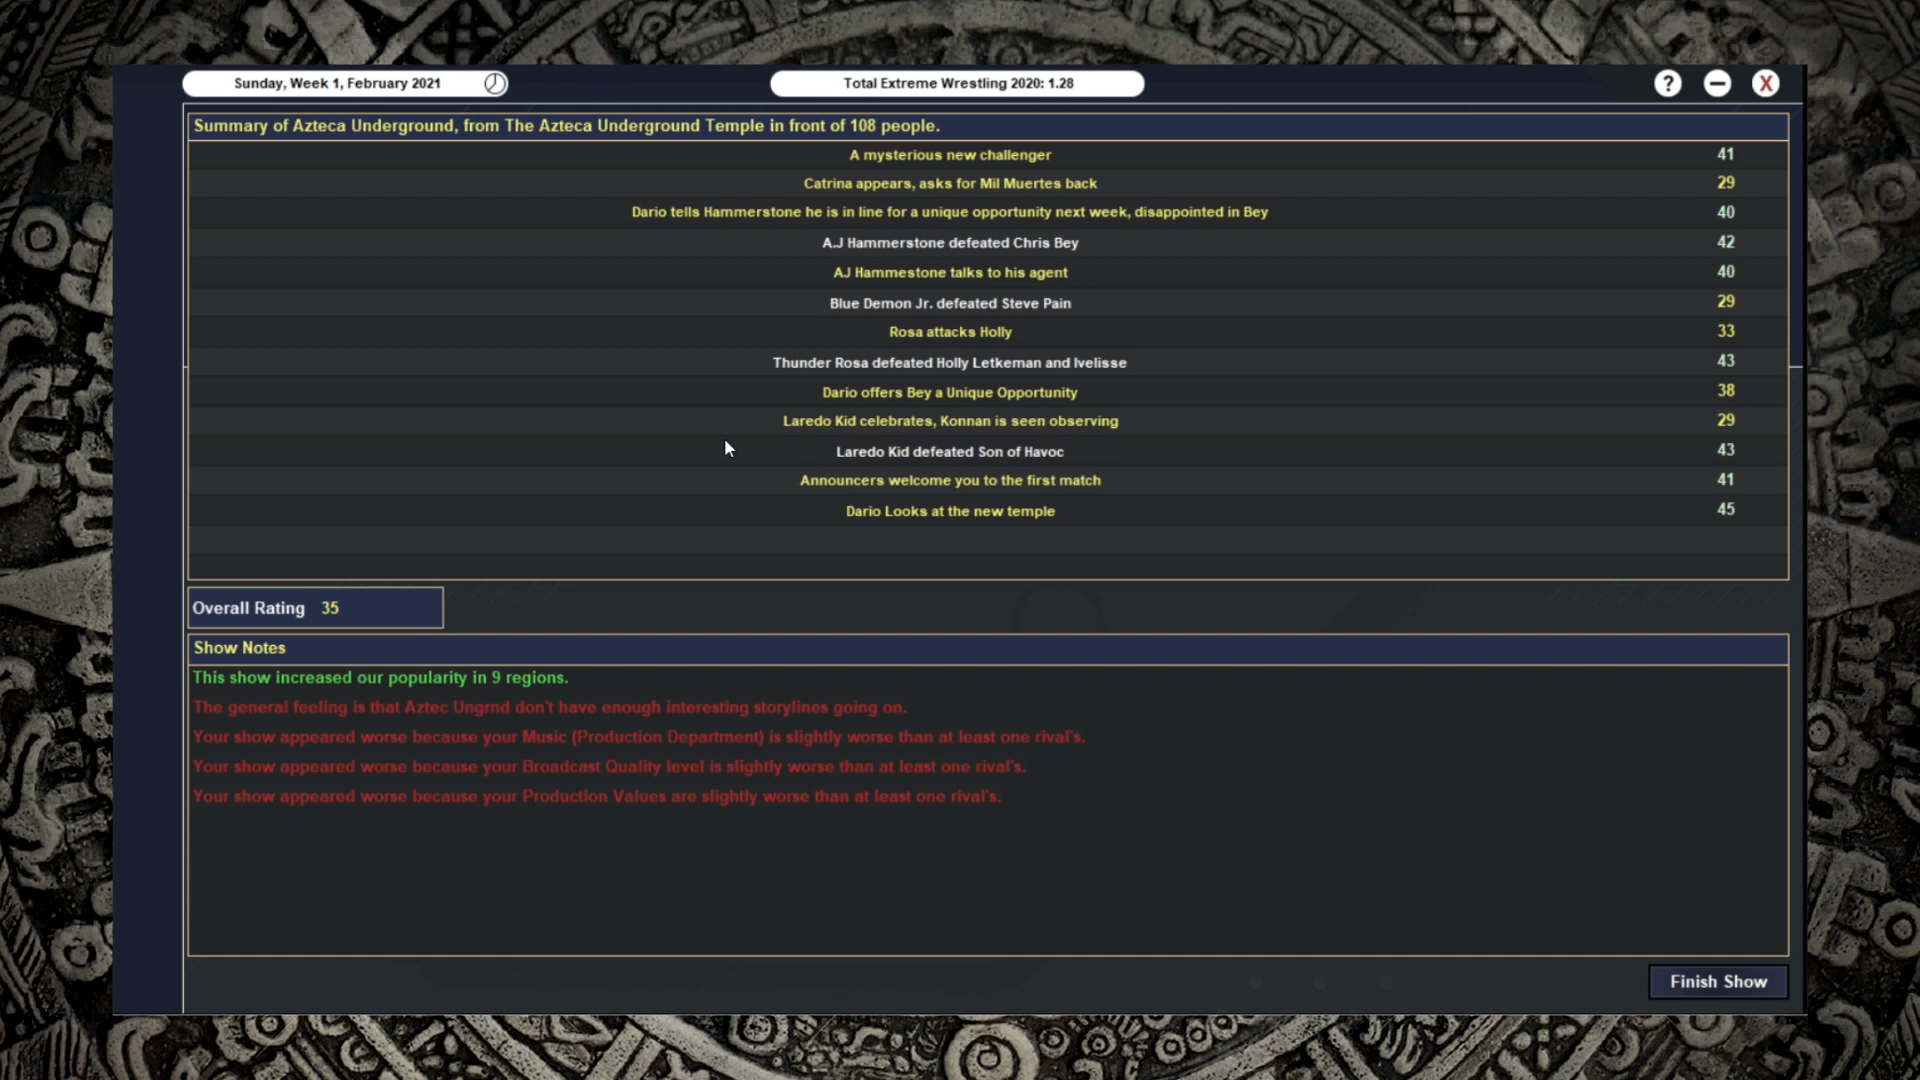 Sunday, Week 1, February 2021
Total Extreme Wrestling 2020: 1.28
?
X
Summary of Azteca Underground, from The Azteca Underground Temple in front of 108 people.
A mysterious new challenger 41
Catrina appears, asks for Mil Muertes back 29
Dario tells Hammerstone he is in line for a unique opportunity next week, disappointed in Bey 40
A.J Hammerstone defeated Chris Bey 42
AJ Hammestone talks to his agent 40
Blue Demon Jr. defeated Steve Pain 29
Rosa attacks Holly 33
Thunder Rosa defeated Holly Letkeman and Ivelisse 43
Dario offers Bey a Unique Opportunity 38
Laredo Kid celebrates, Konnan is seen observing 29
Laredo Kid defeated Son of Havoc 43
Announcers welcome you to the first match 41
Dario Looks at the new temple 45
Overall Rating 35
Show Notes
This show increased our popularity in 9 regions.
The general feeling is that Aztec Ungrnd don't have enough interesting storylines going on.
Your show appeared worse because your Music (Production Department) is slightly worse than at least one rival's.
Your show appeared worse because your Broadcast Quality level is slightly worse than at least one rival's.
Your show appeared worse because your Production Values are slightly worse than at least one rival's.
Finish Show